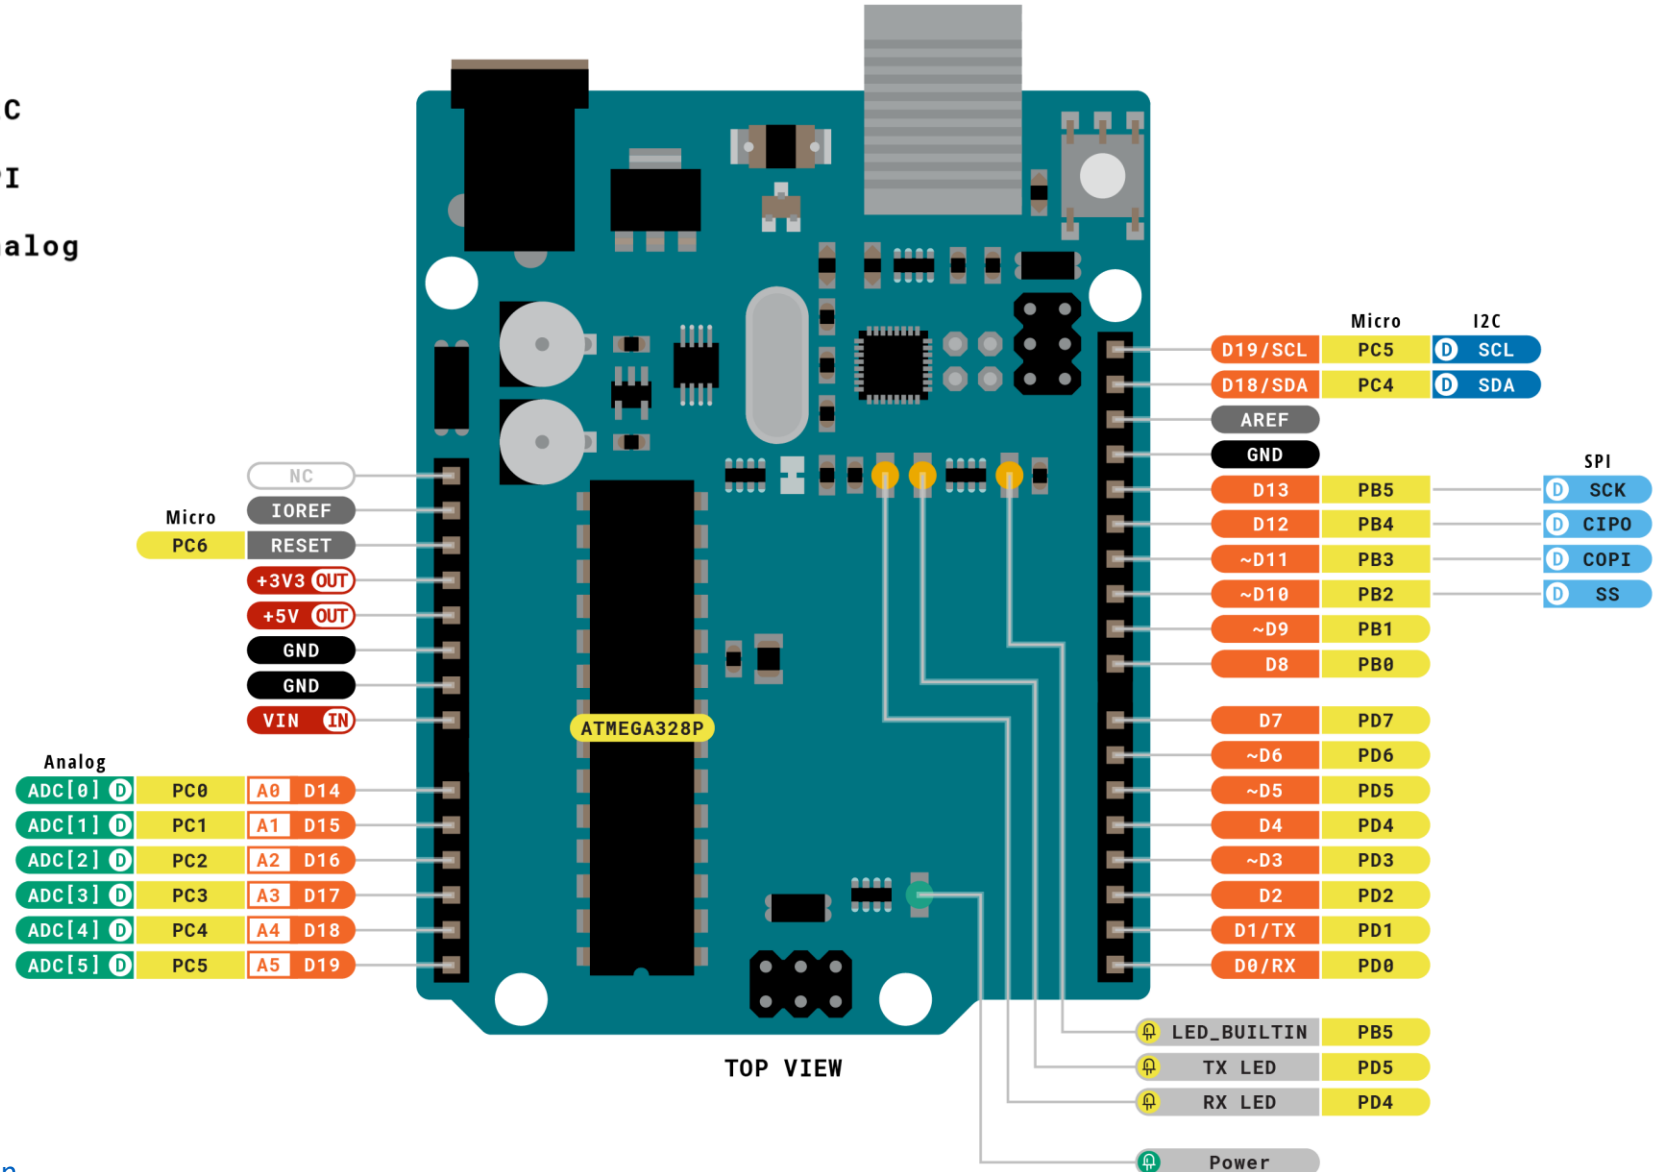 C
PI
nalog
Micro I2C
D19/SCL PC5 D SCL
D18/SDA PC4 D SDA
AREF
GND
SPI
D13 PB5 D SCK
D12 PB4 D CIPO
~D11 PB3 D COPI
~D10 PB2 D SS
~D9 PB1
D8 PB0
D7 PD7
~D6 PD6
~D5 PD5
D4 PD4
~D3 PD3
D2 PD2
D1/TX PD1
D0/RX PD0
NC
IOREF
Micro
PC6 RESET
+3V3 OUT
+5V OUT
GND
GND
VIN IN
Analog
ADC[0] D PC0 A0 D14
ADC[1] D PC1 A1 D15
ADC[2] D PC2 A2 D16
ADC[3] D PC3 A3 D17
ADC[4] D PC4 A4 D18
ADC[5] D PC5 A5 D19
ATMEGA328P
LED_BUILTIN PB5
TX LED PD5
RX LED PD4
Power
TOP VIEW